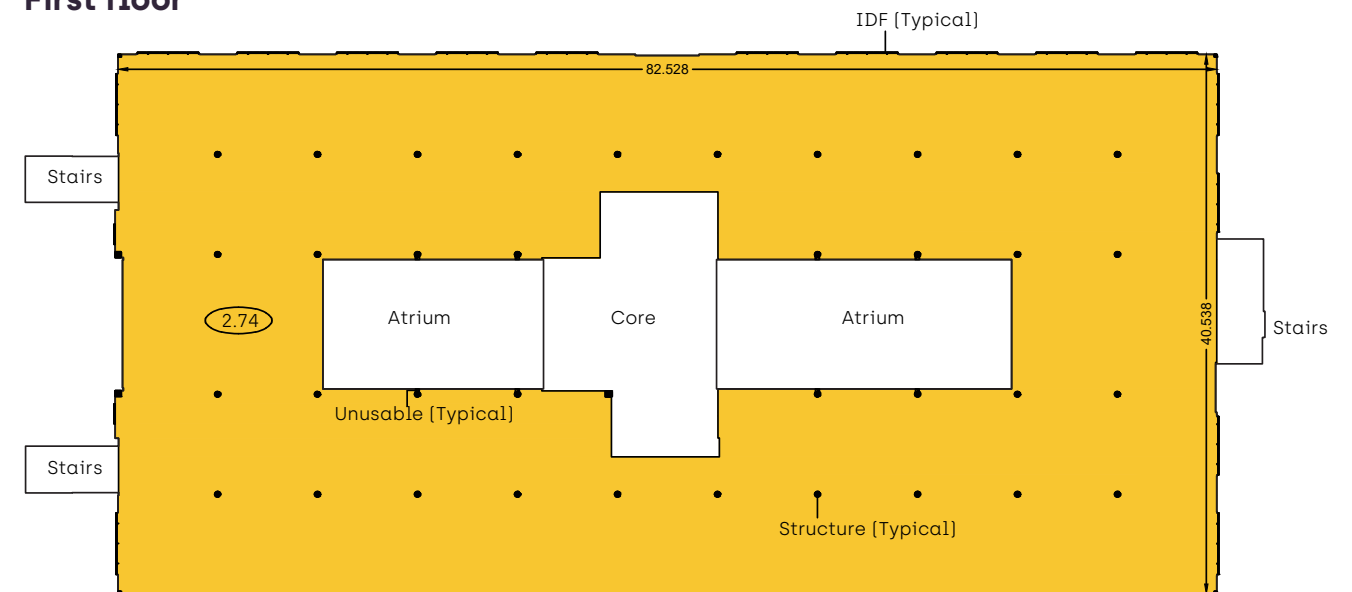 First floor
IDF (Typical)
82.528
Stairs
2.74
Atrium
Core
Atrium
40.538
Stairs
Unusable (Typical)
Stairs
Structure (Typical)